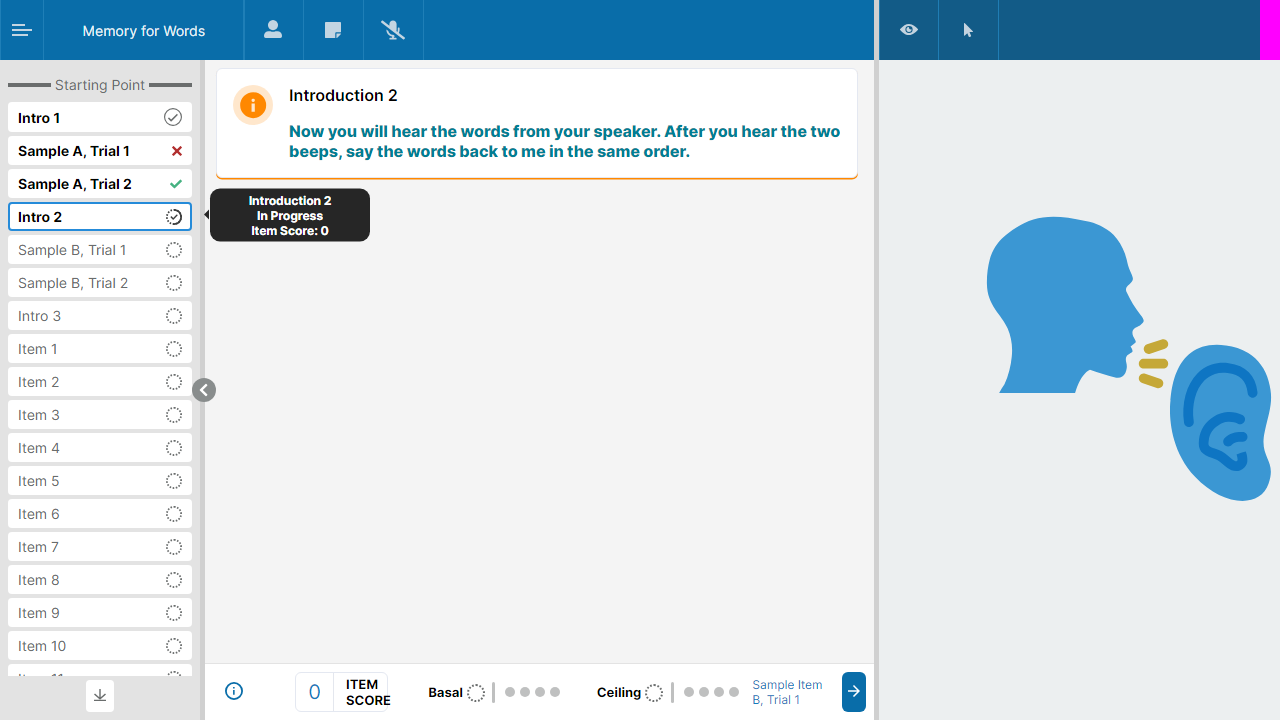 Memory for Words
Starting Point
Intro 1
Sample A, Trial 1
Sample A, Trial 2
Intro 2
Sample B, Trial 1
Sample B, Trial 2
Intro 3
Item 1
Item 2
Item 3
Item 4
Item 5
Item 6
Item 7
Item 8
Item 9
Item 10
Introduction 2
Now you will hear the words from your speaker. After you hear the two
beeps, say the words back to me in the same order.
Introduction 2
In Progress
Item Score: 0
0
ITEM
SCORE
Basal
Ceiling
Sample Item
B, Trial 1